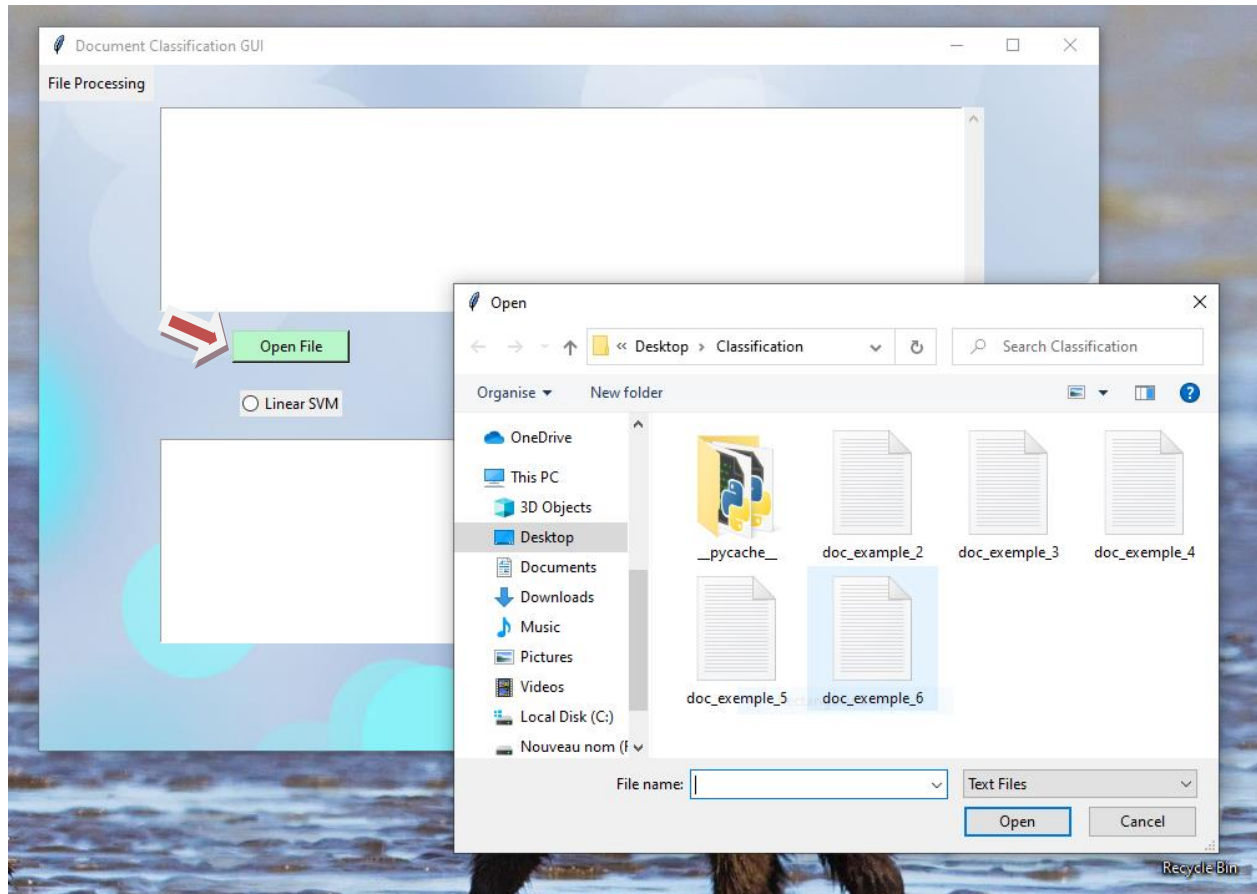 Document Classification GUI
File Processing
Open File
Linear SVM
Open
« Desktop › Classification
Search Classification
Organise
New folder
OneDrive
This PC
3D Objects
Desktop
Documents
Downloads
Music
Pictures
Videos
Local Disk (C:)
Nouveau nom (
__pycache__
doc_example_2
doc_exemple_3
doc_exemple_4
doc_exemple_5
doc_exemple_6
File name:
Text Files
Open
Cancel
Recycle Bin